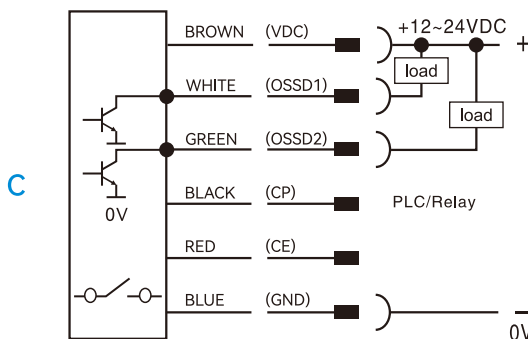 BROWN (VDC) +12~24VDC +
load
WHITE (OSSD1)
load
GREEN (OSSD2)
C
BLACK (CP) PLC/Relay
0V
RED (CE)
BLUE (GND) −
0V